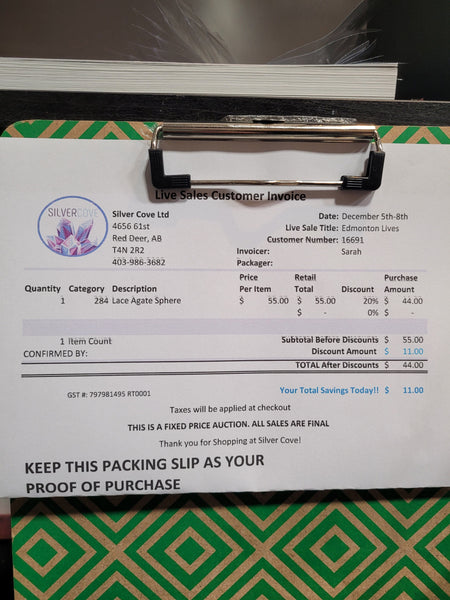 Live Sales Customer Invoice
SILVERCOVE
Silver Cove Ltd
4656 61st
Red Deer, AB
T4N 2R2
403-986-3682
Date: December 5th-8th
Live Sale Title: Edmonton Lives
Customer Number: 16691
Invoicer: Sarah
Packager:
Quantity Category Description Price Per Item Retail Total Discount Purchase Amount
1 284 Lace Agate Sphere $ 55.00 $ 55.00 20% $ 44.00
$ - 0% $ -
1 Item Count Subtotal Before Discounts $ 55.00
CONFIRMED BY: Discount Amount $ 11.00
TOTAL After Discounts $ 44.00
GST #: 797981495 RT0001 Your Total Savings Today!! $ 11.00
Taxes will be applied at checkout
THIS IS A FIXED PRICE AUCTION. ALL SALES ARE FINAL
Thank you for Shopping at Silver Cove!
KEEP THIS PACKING SLIP AS YOUR
PROOF OF PURCHASE